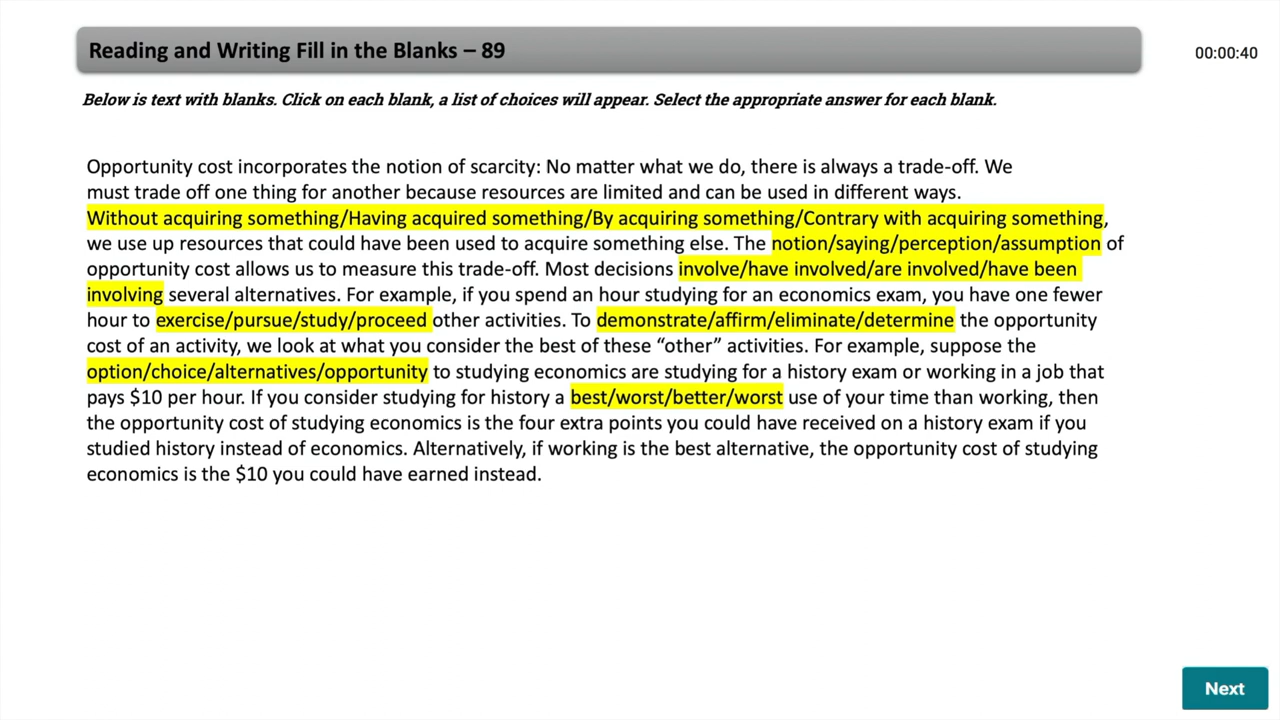 Reading and Writing Fill in the Blanks – 89
00:00:40
Below is text with blanks. Click on each blank, a list of choices will appear. Select the appropriate answer for each blank.
Opportunity cost incorporates the notion of scarcity: No matter what we do, there is always a trade-off. We
must trade off one thing for another because resources are limited and can be used in different ways.
Without acquiring something/Having acquired something/By acquiring something/Contrary with acquiring something,
we use up resources that could have been used to acquire something else. The notion/saying/perception/assumption of
opportunity cost allows us to measure this trade-off. Most decisions involve/have involved/are involved/have been
involving several alternatives. For example, if you spend an hour studying for an economics exam, you have one fewer
hour to exercise/pursue/study/proceed other activities. To demonstrate/affirm/eliminate/determine the opportunity
cost of an activity, we look at what you consider the best of these “other” activities. For example, suppose the
option/choice/alternatives/opportunity to studying economics are studying for a history exam or working in a job that
pays $10 per hour. If you consider studying for history a best/worst/better/worst use of your time than working, then
the opportunity cost of studying economics is the four extra points you could have received on a history exam if you
studied history instead of economics. Alternatively, if working is the best alternative, the opportunity cost of studying
economics is the $10 you could have earned instead.
Next